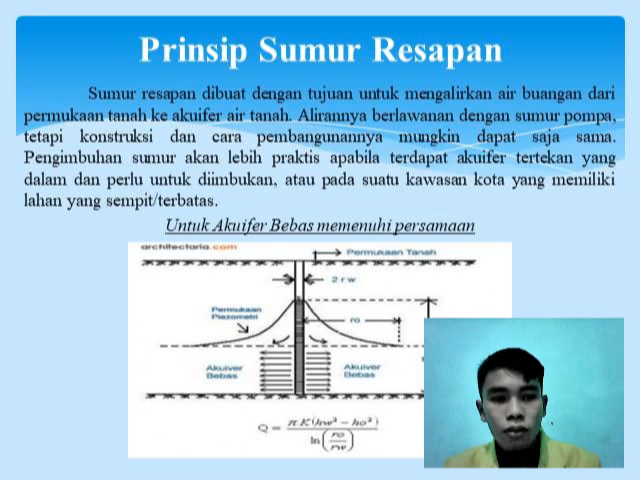 Prinsip Sumur Resapan
Sumur resapan dibuat dengan tujuan untuk mengalirkan air buangan dari
permukaan tanah ke akuifer air tanah. Alirannya berlawanan dengan sumur pompa,
tetapi konstruksi dan cara pembangunannya mungkin dapat saja sama.
Pengimbuhan sumur akan lebih praktis apabila terdapat akuifer tertekan yang
dalam dan perlu untuk diimbukan, atau pada suatu kawasan kota yang memiliki
lahan yang sempit/terbatas.
Untuk Akuifer Bebas memenuhi persamaan
architectaria.com
Permukaan Tanah
2 r w
Permukaan
Piezometri
ro
Akuiver
Bebas
Akuiver
Bebas
Q = π K (hw² – ho²) / ln (ro / rw)